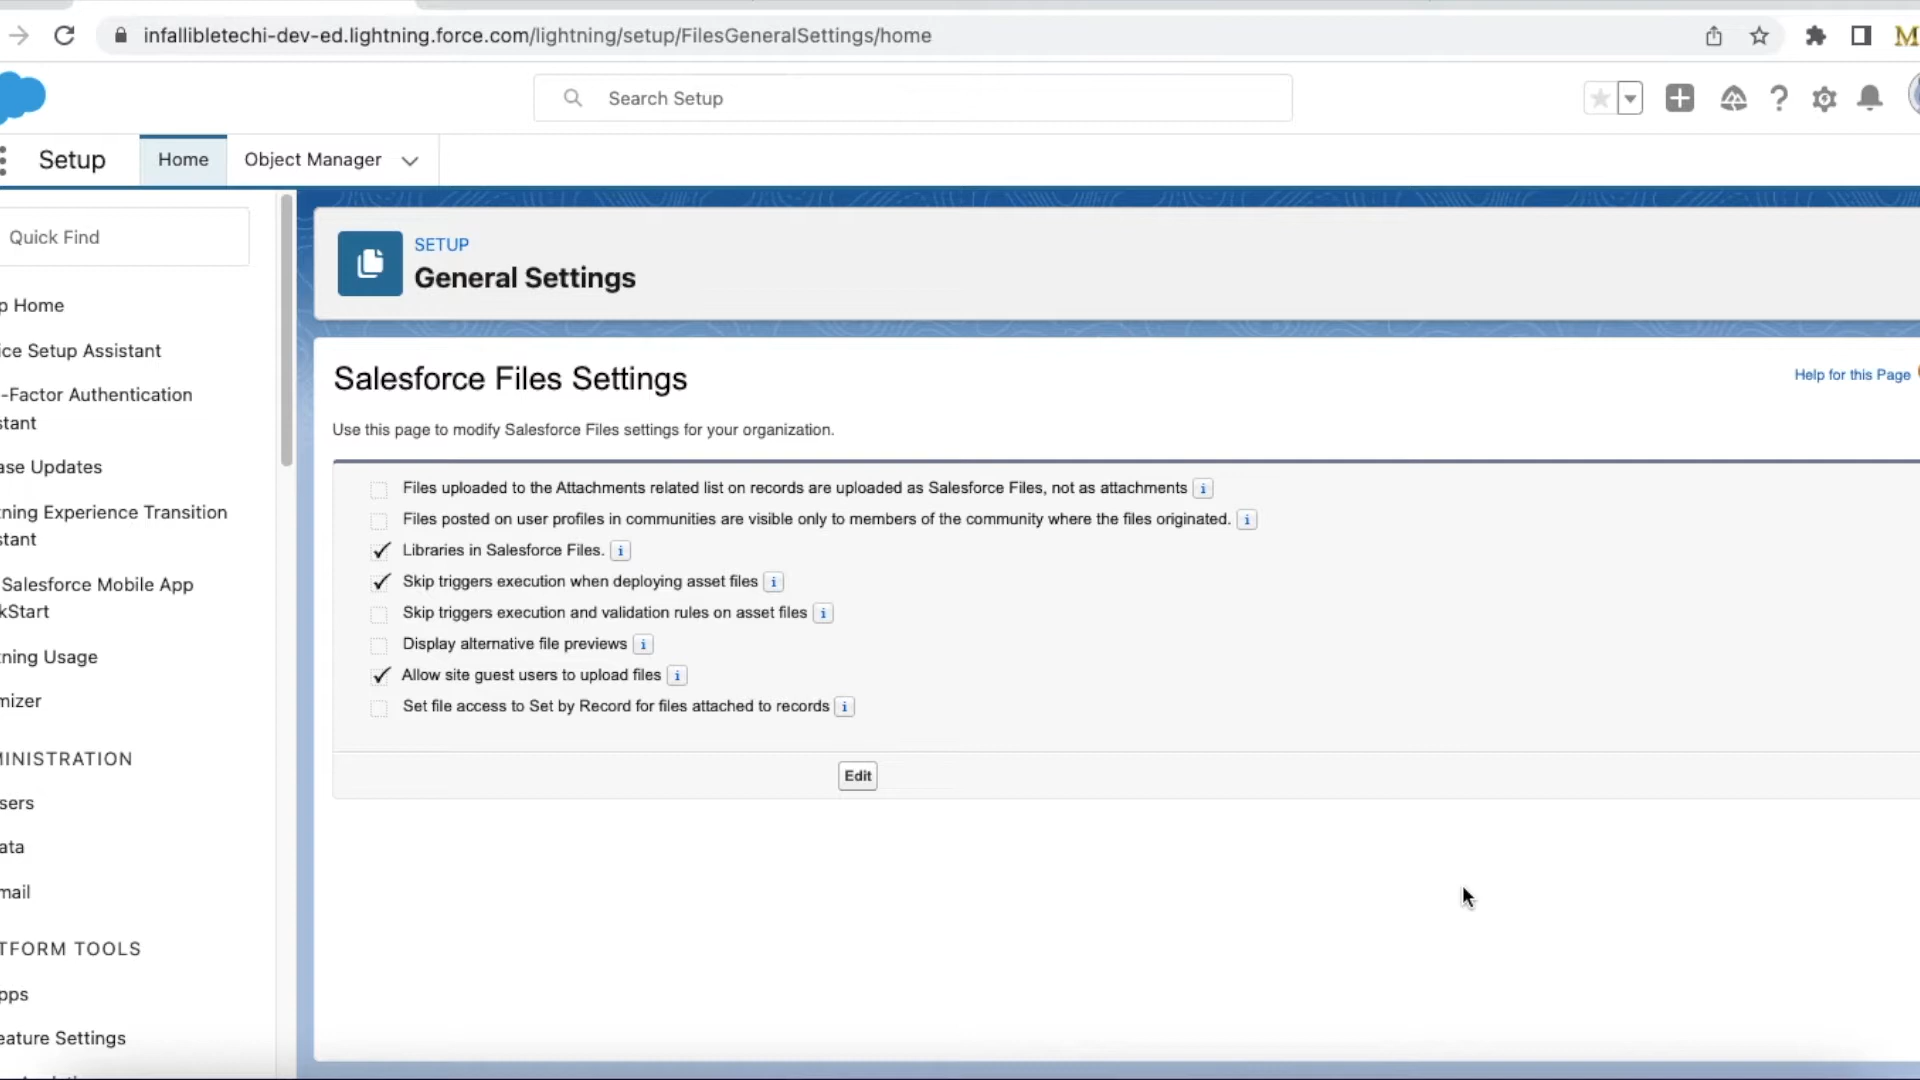 infallibletechi-dev-ed.lightning.force.com/lightning/setup/FilesGeneralSettings/home
M
Search Setup
Setup
Home
Object Manager
Quick Find
p Home
ice Setup Assistant
-Factor Authentication
stant
ase Updates
ning Experience Transition
stant
Salesforce Mobile App
kStart
ning Usage
mizer
MINISTRATION
sers
ata
mail
TFORM TOOLS
pps
eature Settings
SETUP
General Settings
Salesforce Files Settings
Help for this Page
Use this page to modify Salesforce Files settings for your organization.
Files uploaded to the Attachments related list on records are uploaded as Salesforce Files, not as attachments i
Files posted on user profiles in communities are visible only to members of the community where the files originated. i
Libraries in Salesforce Files. i
Skip triggers execution when deploying asset files i
Skip triggers execution and validation rules on asset files i
Display alternative file previews i
Allow site guest users to upload files i
Set file access to Set by Record for files attached to records i
Edit